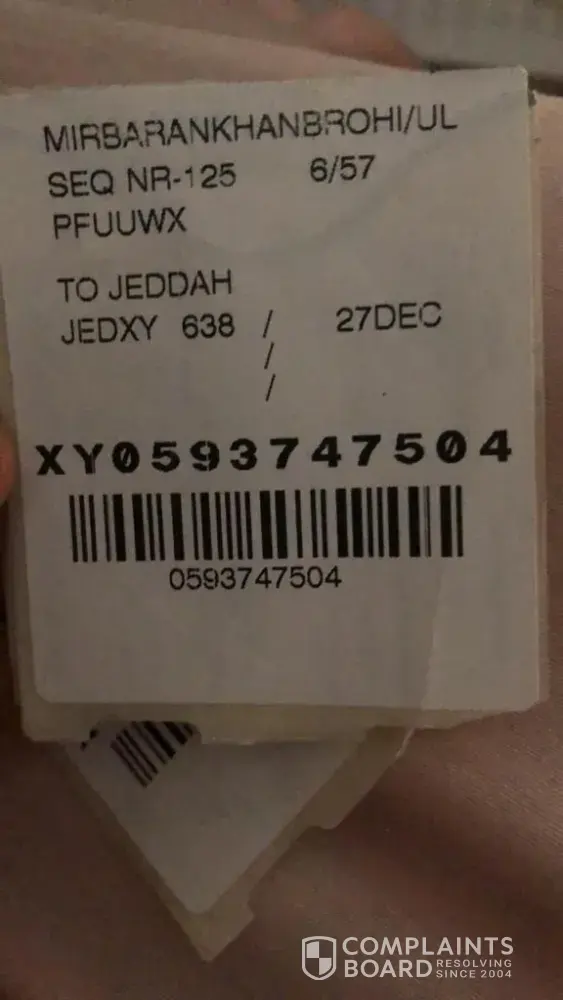 MIRBARANKHANBROHI/UL
SEQ NR-125 6/57
PFUUWX
TO JEDDAH
JEDXY 638 / 27DEC
/
/
XY0593747504
0593747504
COMPLAINTS
BOARD RESOLVING
SINCE 2004